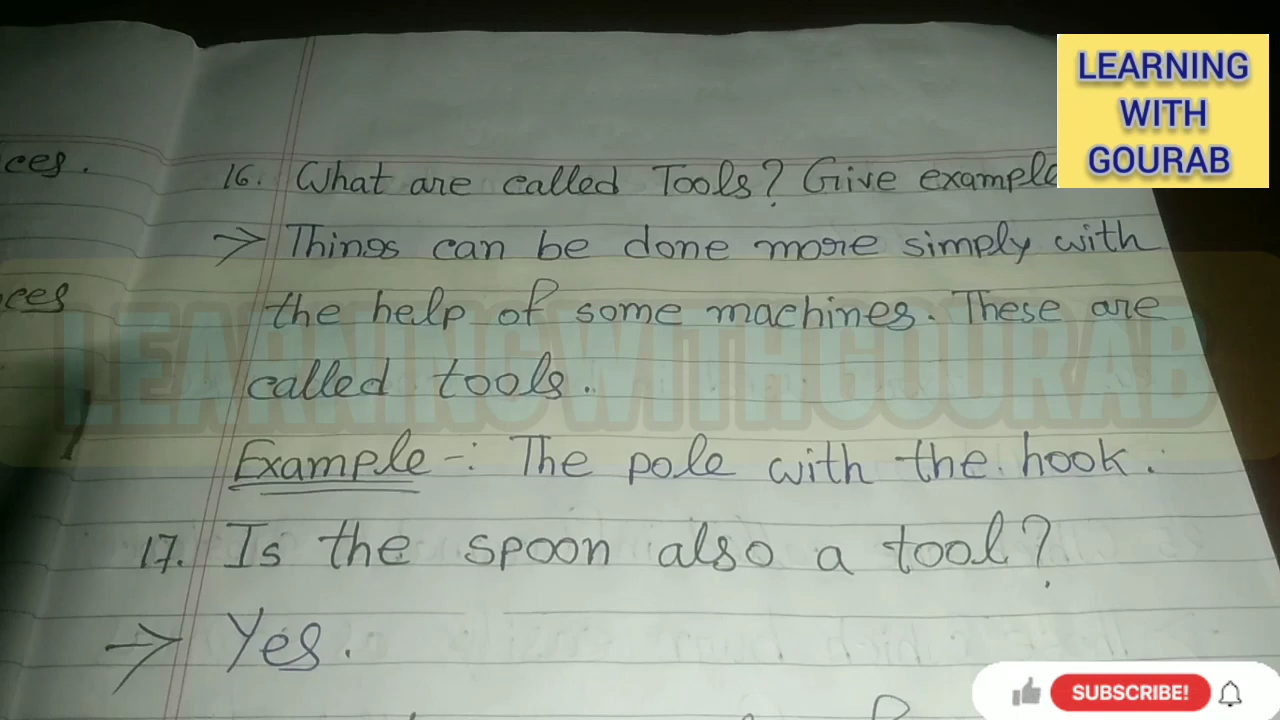 LEARNING
WITH
GOURAB
ces.
16. What are called Tools? Give example
→ Things can be done more simply with
ces
the help of some machines. These are
LEARNINGWITHGOURAB
called tools.
Example -: The pole with the hook.
17. Is the spoon also a tool?
→ Yes.
SUBSCRIBE!